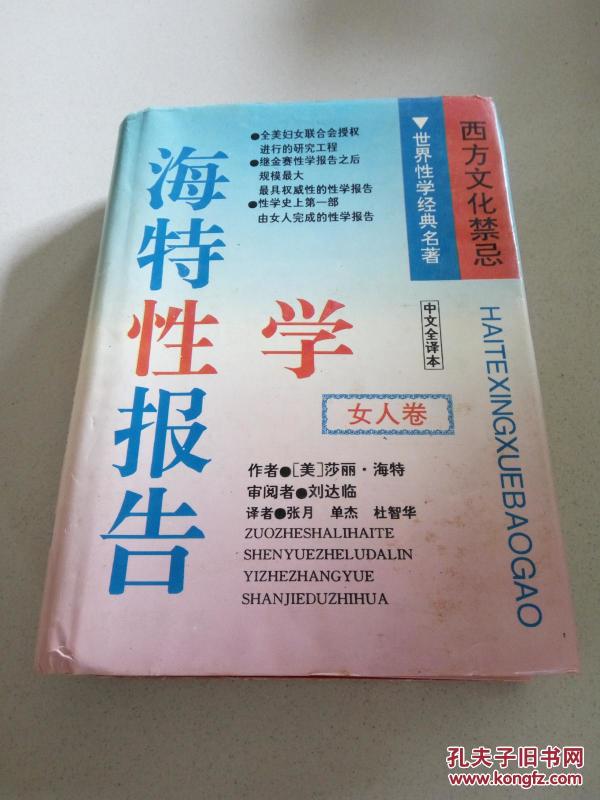 西方文化禁忌
▼世界性学经典名著
●全美妇女联合会授权
进行的研究工程
●继金赛性学报告之后
规模最大
最具权威性的性学报告
●性学史上第一部
由女人完成的性学报告
海特性学报告
中文全译本
女人卷
HAITEXINGXUEBAOGAO
作者●[美]莎丽·海特
审阅者●刘达临
译者●张月 单杰 杜智华
ZUOZHESHALIHAITE
SHENYUEZHELUDALIN
YIZHEZHANGYUE
SHANJIEDUZHIHUA
孔夫子旧书网
www.kongfz.com